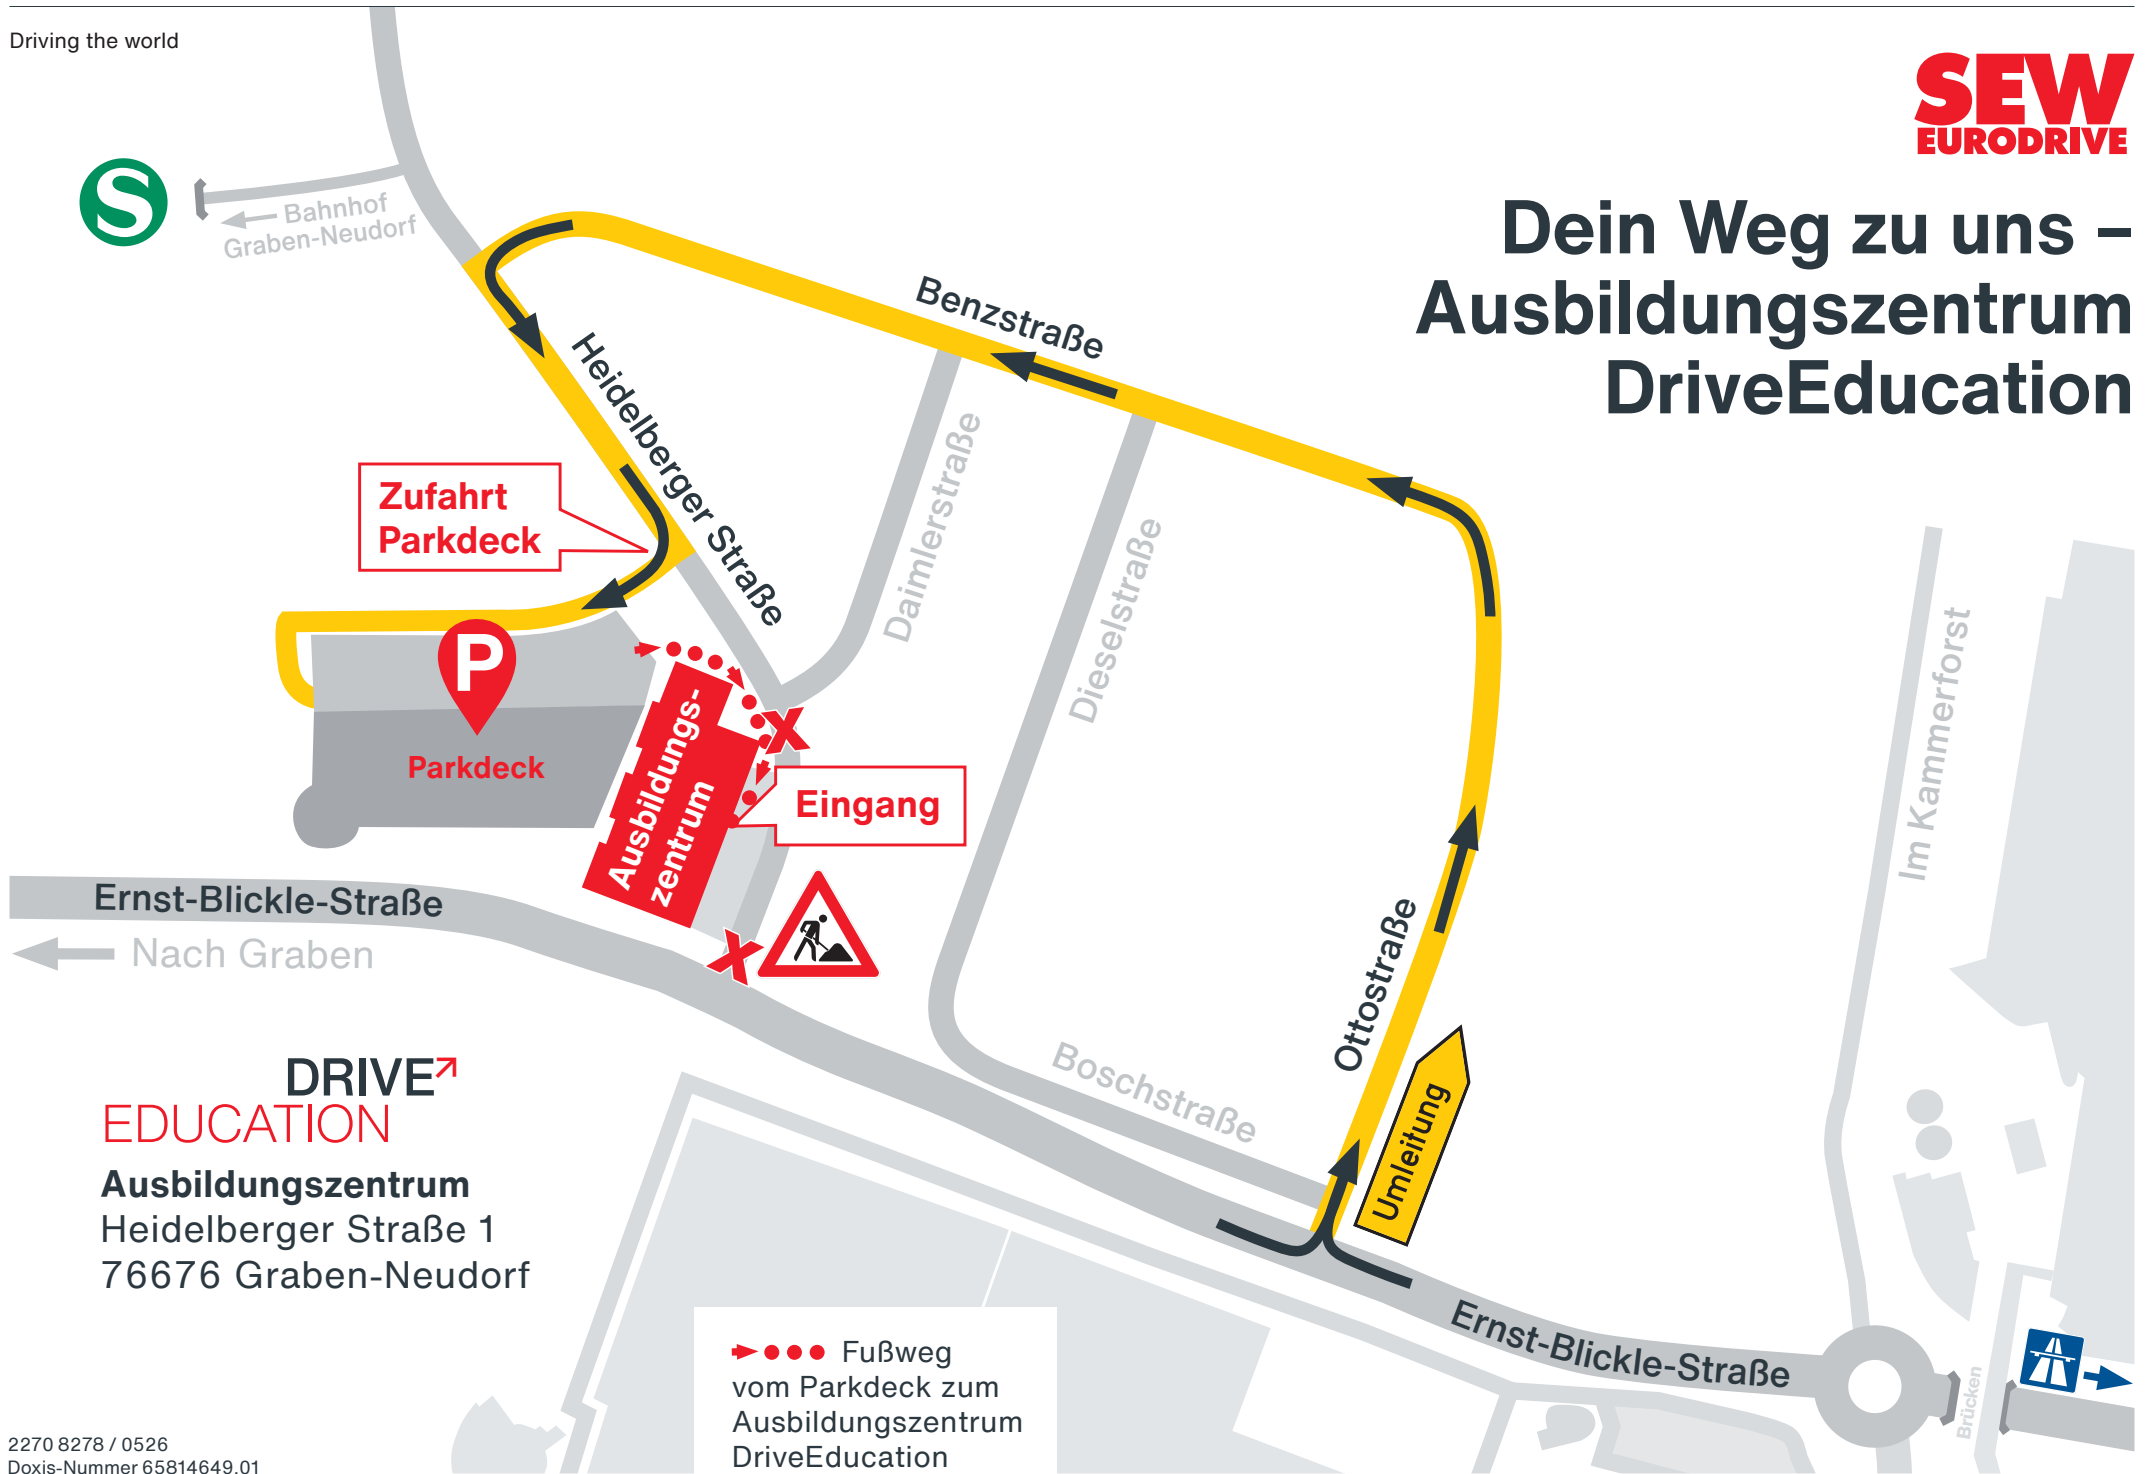 Driving the world
SEW
EURODRIVE
Dein Weg zu uns –
Ausbildungszentrum
DriveEducation
S
Bahnhof
Graben-Neudorf
Benzstraße
Heidelberger Straße
Zufahrt
Parkdeck
Daimlerstraße
Dieselstraße
Im Kammerforst
P
Parkdeck
Ausbildungs-
zentrum
X
Eingang
Ernst-Blickle-Straße
Nach Graben
X
Ottostraße
Boschstraße
Umleitung
DRIVE
EDUCATION
Ausbildungszentrum
Heidelberger Straße 1
76676 Graben-Neudorf
Ernst-Blickle-Straße
Brücken
Fußweg
vom Parkdeck zum
Ausbildungszentrum
DriveEducation
2270 8278 / 0526
Doxis-Nummer 65814649.01